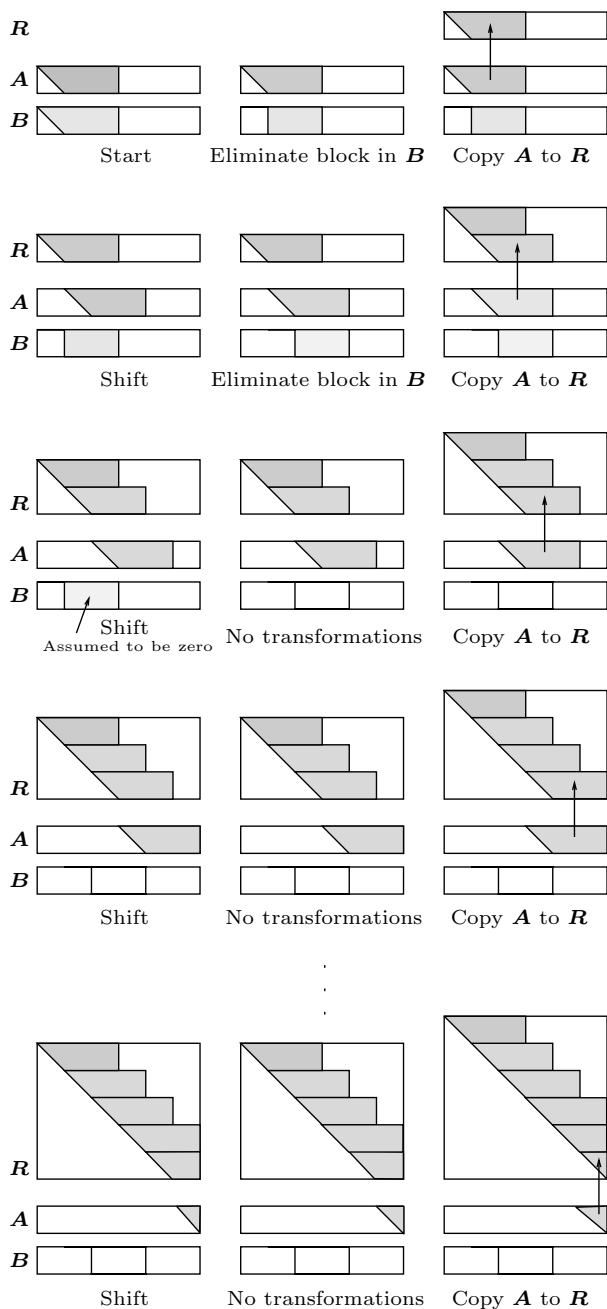 R
A
B
Start Eliminate block in B Copy A to R
R
A
B
Shift Eliminate block in B Copy A to R
R
A
B
Shift
Assumed to be zero
No transformations Copy A to R
R
A
B
Shift No transformations Copy A to R
R
A
B
Shift No transformations Copy A to R